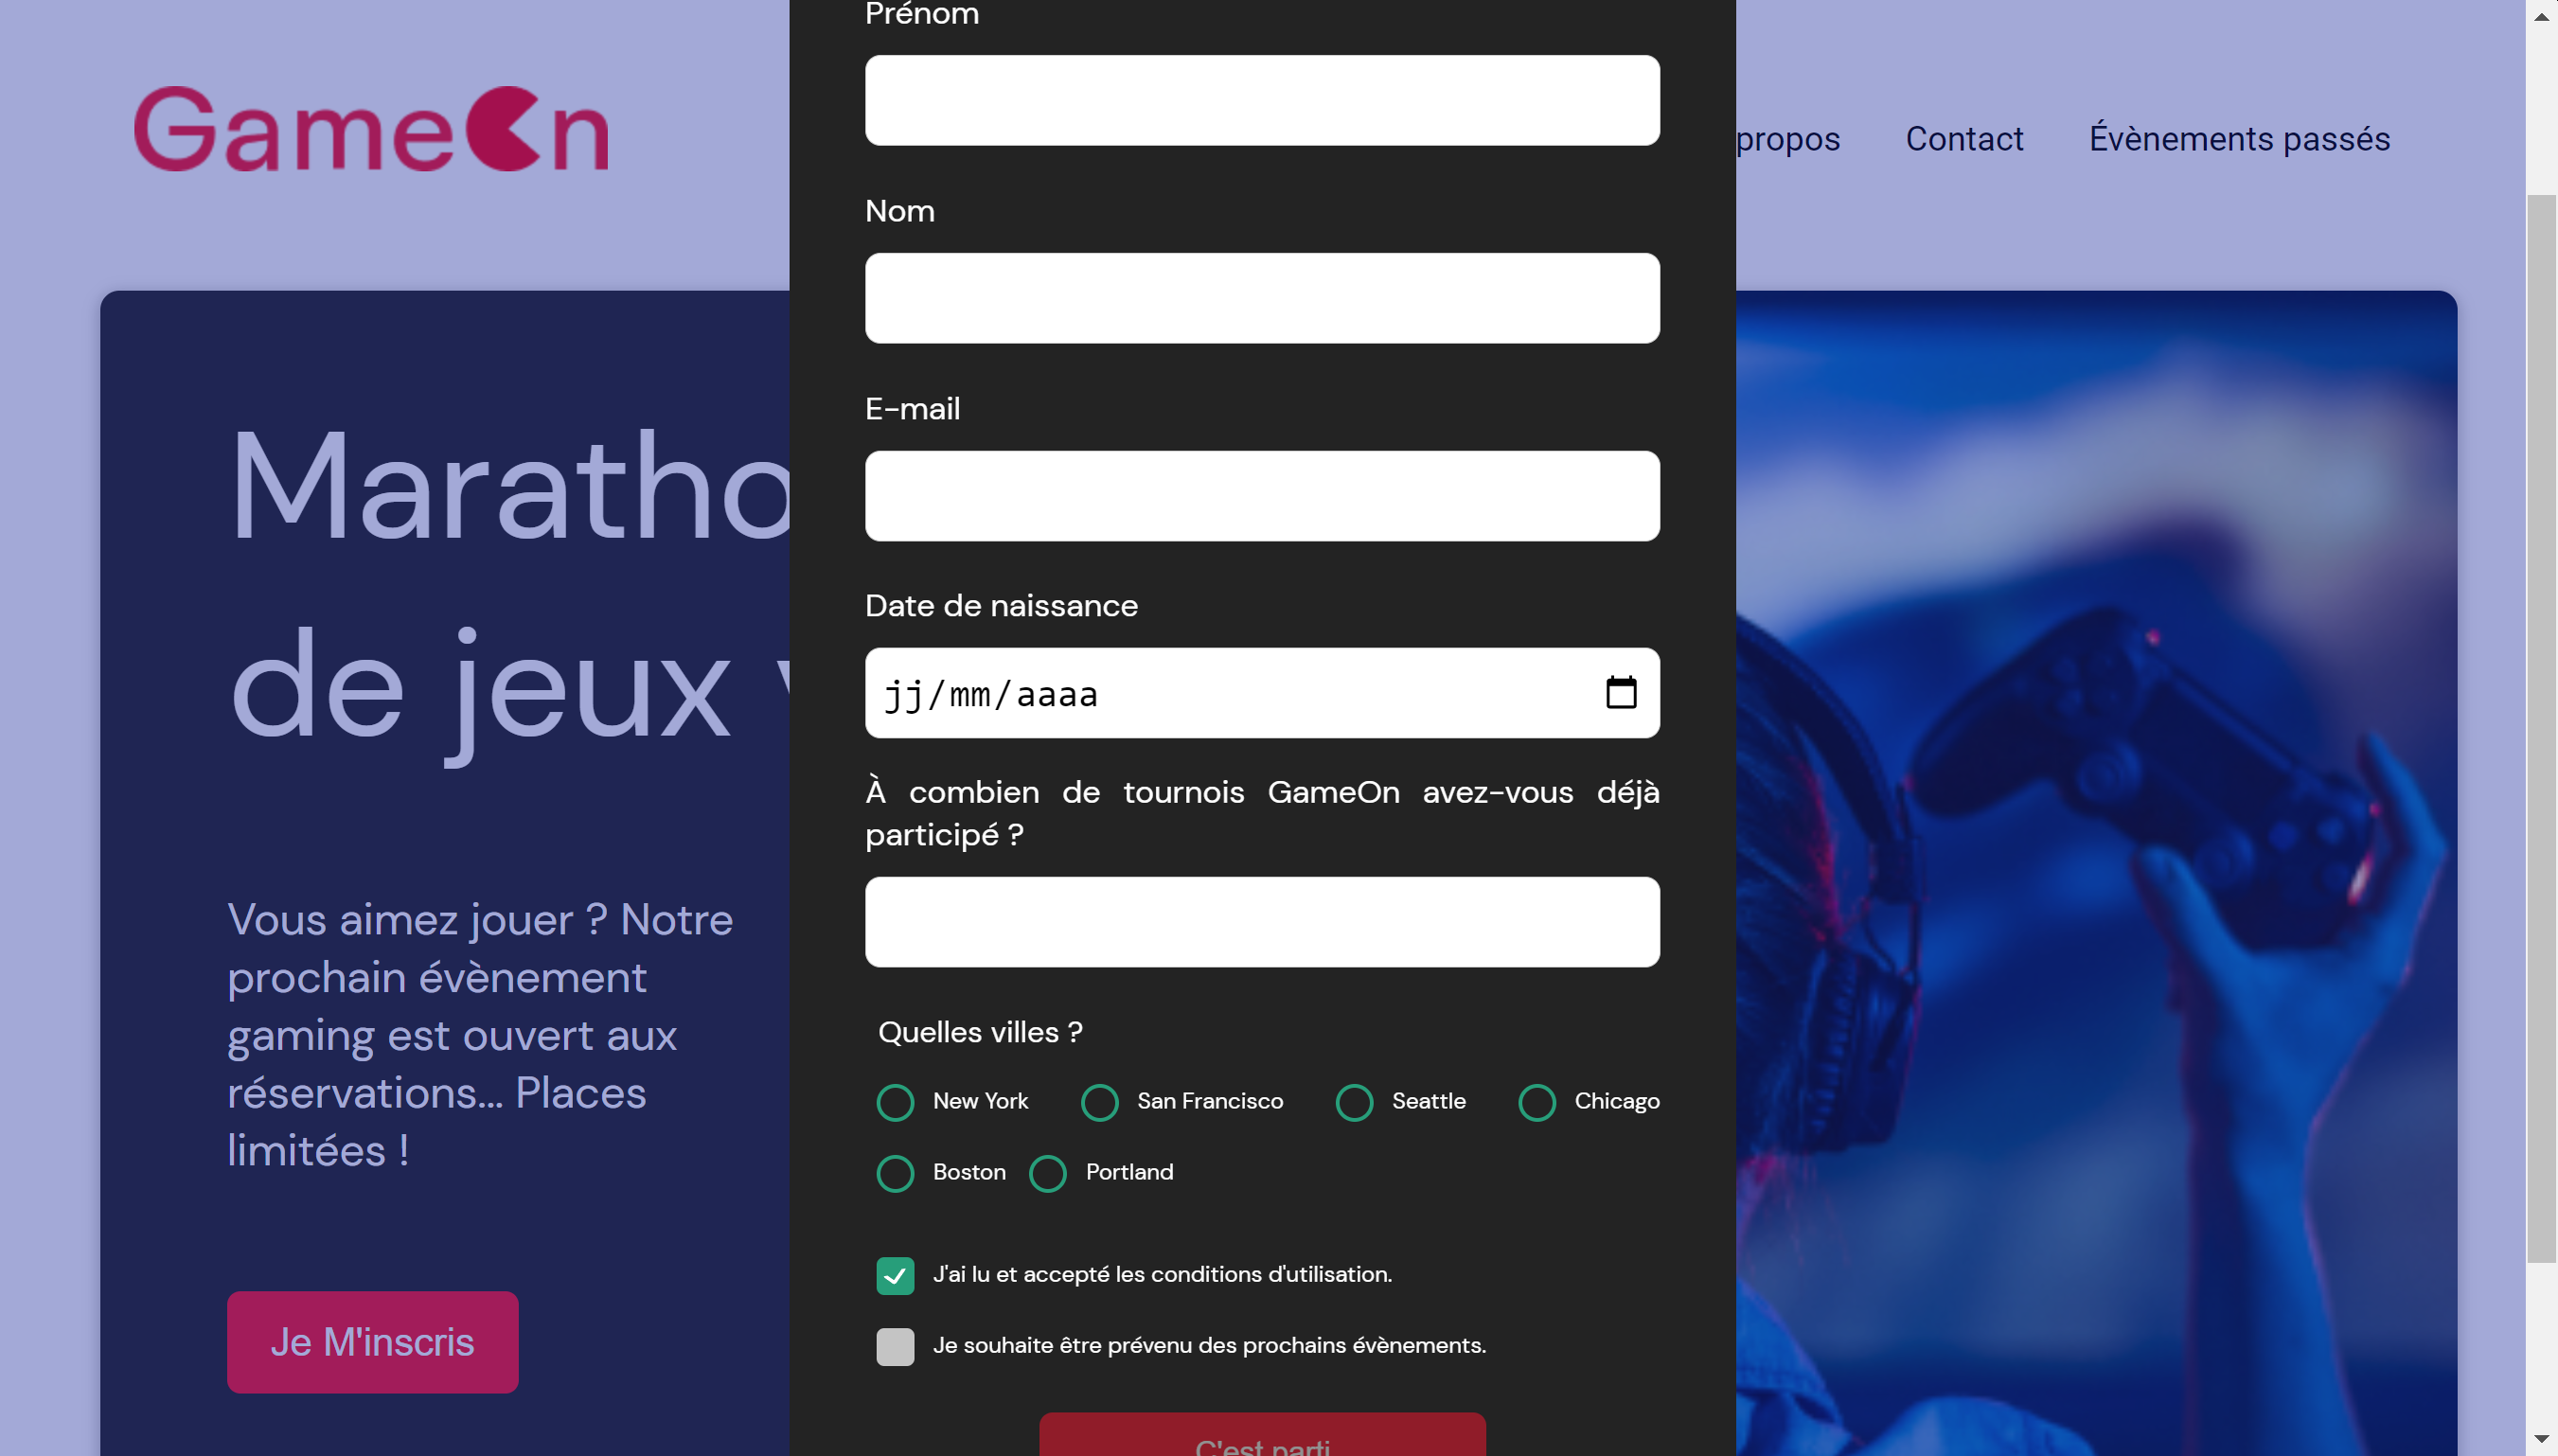 GameOn
propos
Contact
Évènements passés
Maratho
de jeux
Vous aimez jouer ? Notre
prochain évènement
gaming est ouvert aux
réservations... Places
limitées !
Je M'inscris
Prénom
Nom
E-mail
Date de naissance
jj/mm/aaaa
À combien de tournois GameOn avez-vous déjà
participé ?
Quelles villes ?
New York
San Francisco
Seattle
Chicago
Boston
Portland
J'ai lu et accepté les conditions d'utilisation.
Je souhaite être prévenu des prochains évènements.
C'est parti